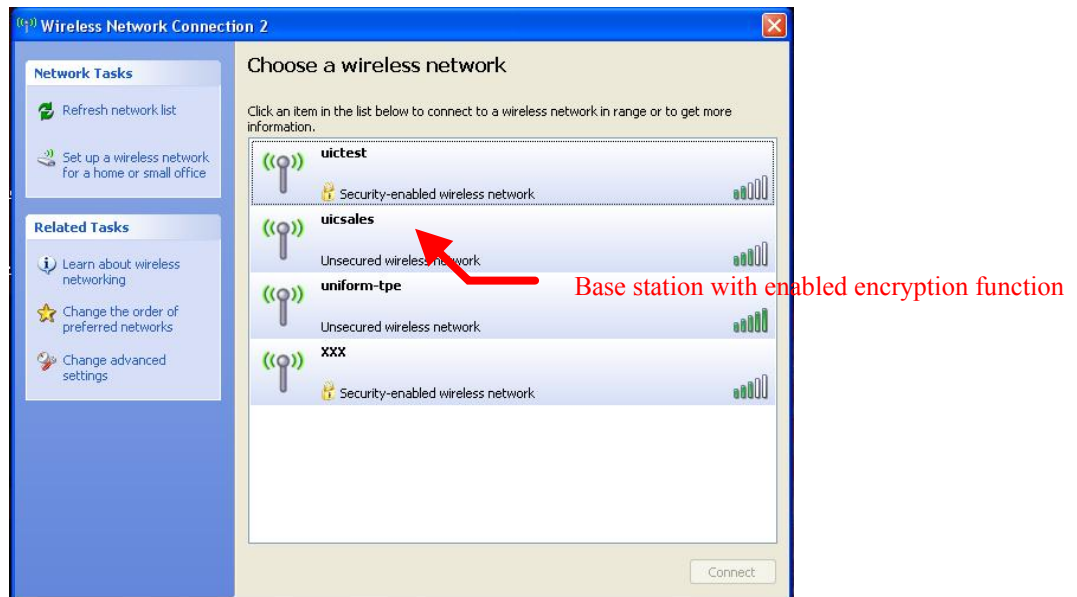 Wireless Network Connection 2
Network Tasks
Refresh network list
Set up a wireless network
for a home or small office
Related Tasks
Learn about wireless
networking
Change the order of
preferred networks
Change advanced
settings
Choose a wireless network
Click an item in the list below to connect to a wireless network in range or to get more
information.
uictest
Security-enabled wireless network
uicsales
Unsecured wireless network
uniform-tpe
Unsecured wireless network
xxx
Security-enabled wireless network
Connect
Base station with enabled encryption function